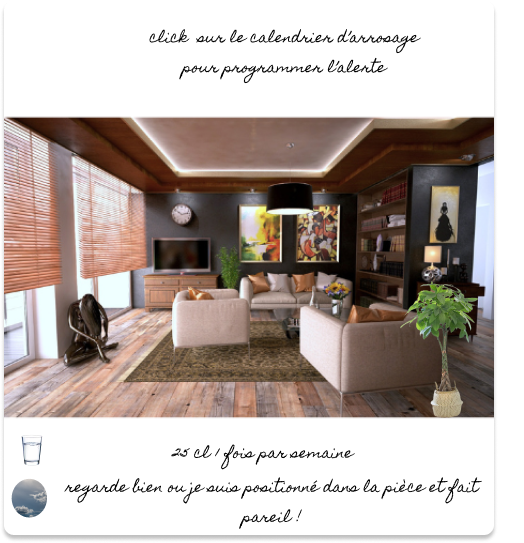 click sur le calendrier d'arrosage
pour programmer l'alerte
25 cl 1 fois par semaine
regarde bien ou je suis positionné dans la pièce et fait
pareil !